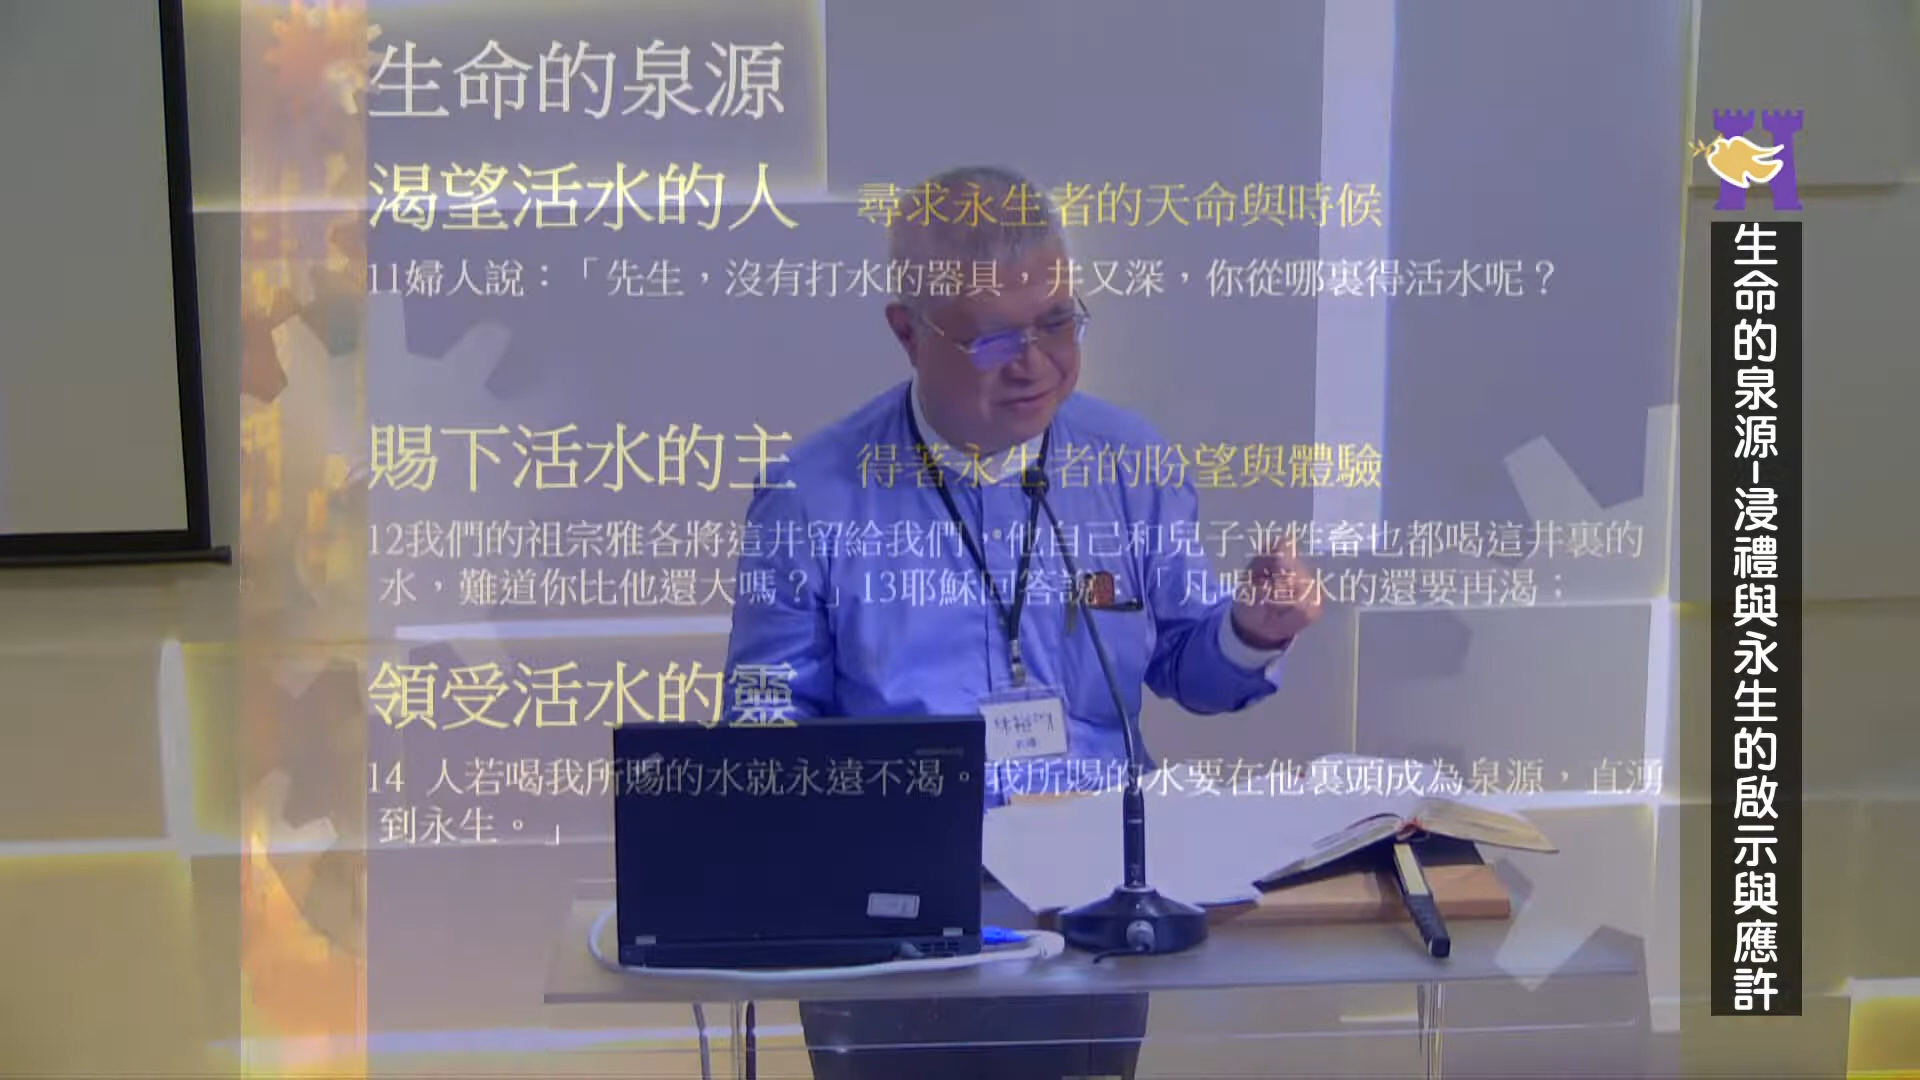 生命的泉源
渴望活水的人 尋求永生者的天命與時候
11婦人說：「先生，沒有打水的器具，井又深，你從哪裏得活水呢？
賜下活水的主 得著永生者的盼望與體驗
12我們的祖宗雅各將這井留給我們，他自己和兒子並牲畜也都喝這井裏的
水，難道你比他還大嗎？」13耶穌回答說：「凡喝這水的還要再渴；
領受活水的靈
14 人若喝我所賜的水就永遠不渴。我所賜的水要在他裏頭成為泉源，直湧
到永生。」
生命的泉源-浸禮與永生的啟示與應許